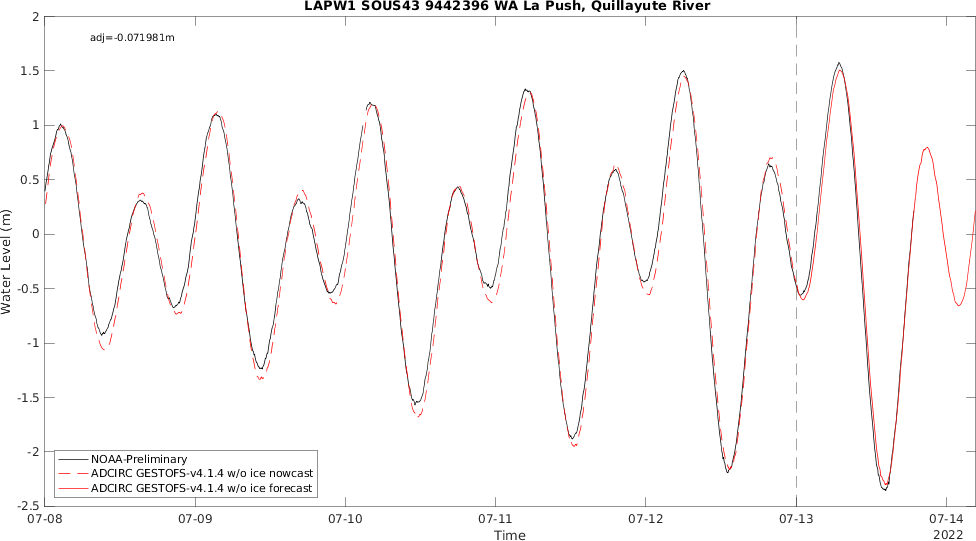 LAPW1 SOUS43 9442396 WA La Push, Quillayute River
adj=-0.071981m
2
1.5
1
0.5
0
-0.5
-1
-1.5
-2
-2.5
Water Level (m)
NOAA-Preliminary
ADCIRC GESTOFS-v4.1.4 w/o ice nowcast
ADCIRC GESTOFS-v4.1.4 w/o ice forecast
07-08 07-09 07-10 07-11 07-12 07-13 07-14
2022
Time